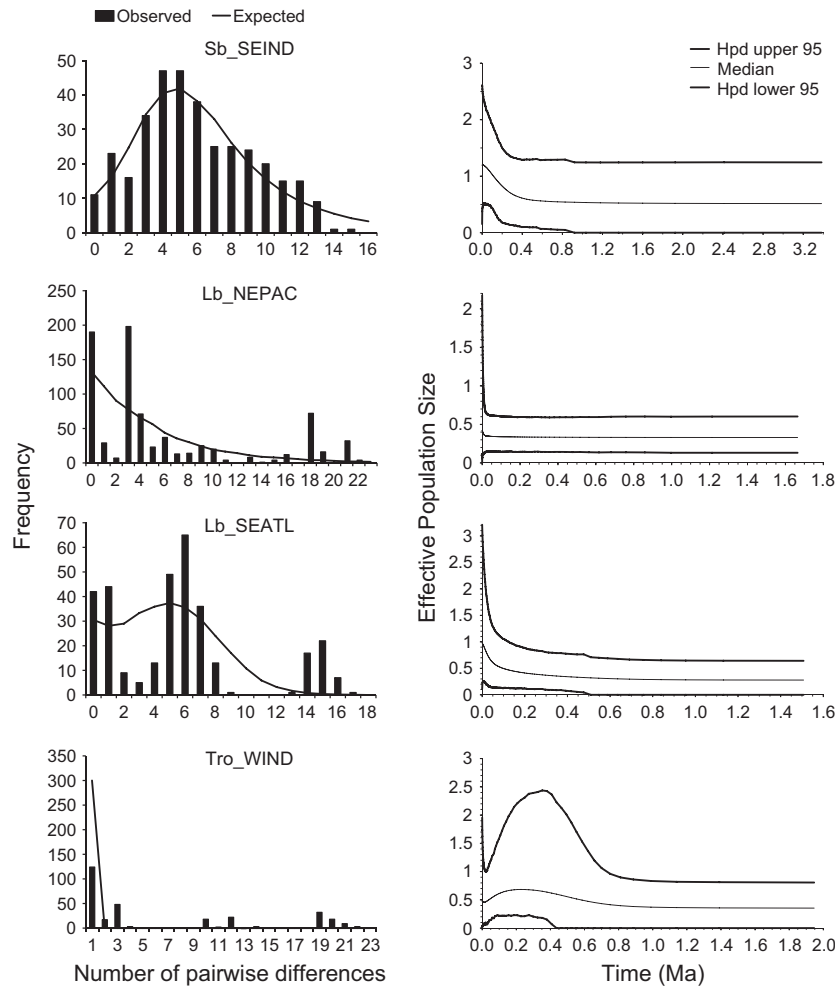 Observed Expected
Sb_SEIND
50
40
30
20
10
0
0 2 4 6 8 10 12 14 16
3
2
1
0
0.0 0.4 0.8 1.2 1.6 2.0 2.4 2.8 3.2
Hpd upper 95
Median
Hpd lower 95
Lb_NEPAC
250
200
150
100
50
0
0 2 4 6 8 10 12 14 16 18 20 22
2
1.5
1
0.5
0
0.0 0.2 0.4 0.6 0.8 1.0 1.2 1.4 1.6 1.8
Frequency
Effective Population Size
Lb_SEATL
70
60
50
40
30
20
10
0
0 2 4 6 8 10 12 14 16 18
3
2.5
2
1.5
1
0.5
0
0.0 0.2 0.4 0.6 0.8 1.0 1.2 1.4 1.6
Tro_WIND
350
300
250
200
150
100
50
0
1 3 5 7 9 11 13 15 17 19 21 23
3
2.5
2
1.5
1
0.5
0
0.0 0.2 0.4 0.6 0.8 1.0 1.2 1.4 1.6 1.8 2.0
Number of pairwise differences
Time (Ma)